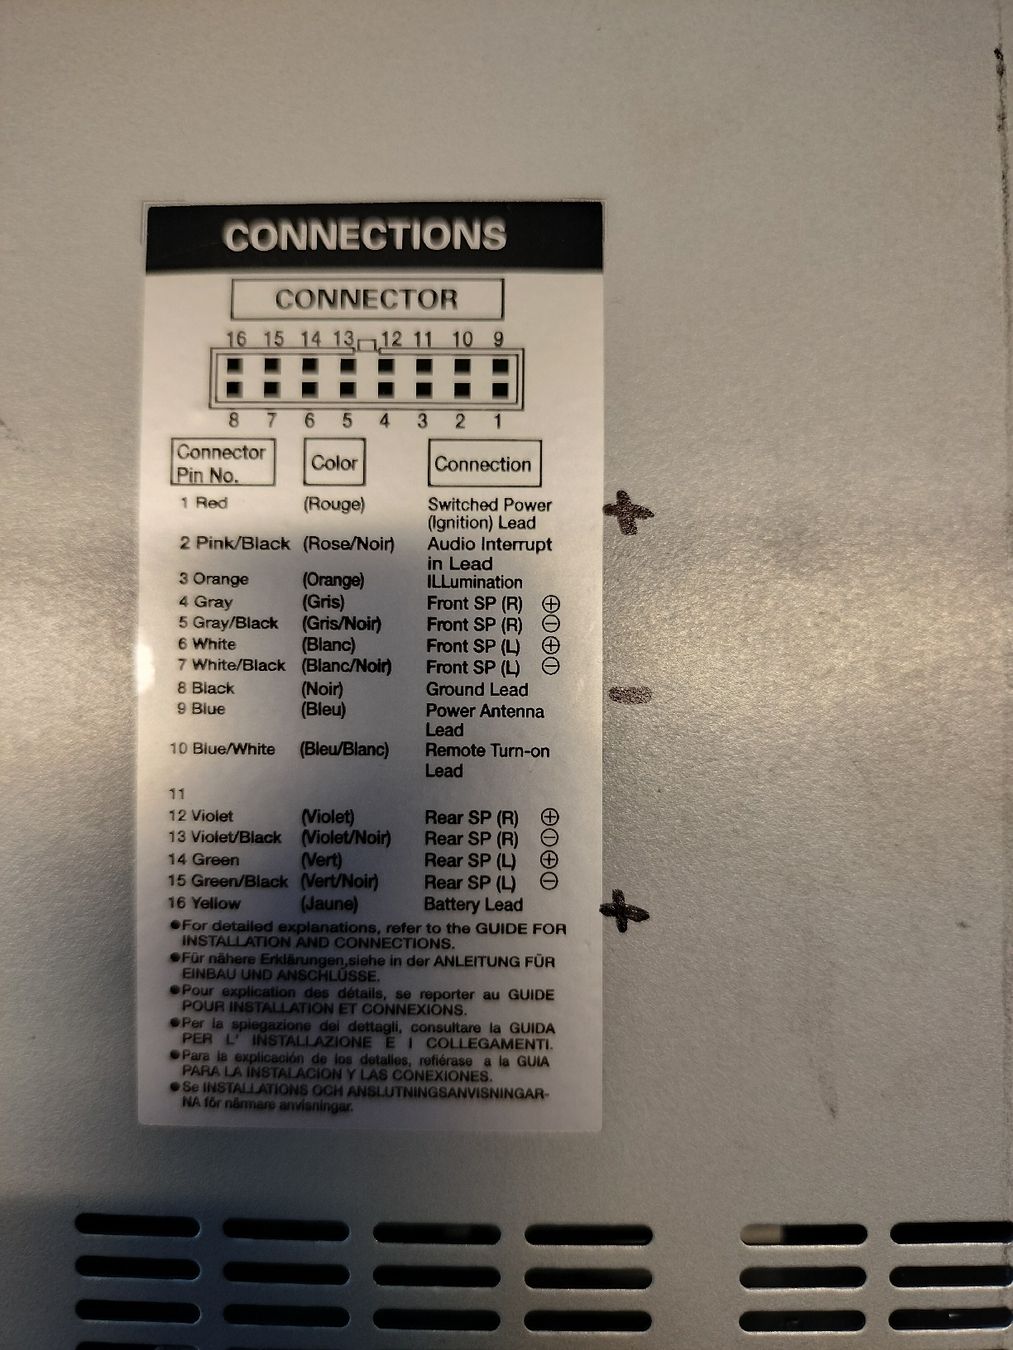 CONNECTIONS
CONNECTOR
16 15 14 13 12 11 10 9
8 7 6 5 4 3 2 1
Connector Pin No. Color Connection
1 Red (Rouge) Switched Power
(Ignition) Lead
2 Pink/Black (Rose/Noir) Audio Interrupt
in Lead
3 Orange (Orange) ILLumination
4 Gray (Gris) Front SP (R) ⊕
5 Gray/Black (Gris/Noir) Front SP (R) ⊖
6 White (Blanc) Front SP (L) ⊕
7 White/Black (Blanc/Noir) Front SP (L) ⊖
8 Black (Noir) Ground Lead
9 Blue (Bleu) Power Antenna
Lead
10 Blue/White (Bleu/Blanc) Remote Turn-on
Lead
11
12 Violet (Violet) Rear SP (R) ⊕
13 Violet/Black (Violet/Noir) Rear SP (R) ⊖
14 Green (Vert) Rear SP (L) ⊕
15 Green/Black (Vert/Noir) Rear SP (L) ⊖
16 Yellow (Jaune) Battery Lead
●For detailed explanations, refer to the GUIDE FOR
INSTALLATION AND CONNECTIONS.
●Für nähere Erklärungen,siehe in der ANLEITUNG FÜR
EINBAU UND ANSCHLÜSSE.
●Pour explication des détails, se reporter au GUIDE
POUR INSTALLATION ET CONNEXIONS.
●Per la spiegazione dei dettagli, consultare la GUIDA
PER L' INSTALLAZIONE E I COLLEGAMENTI.
●Para la explicación de los detalles, refiérase a la GUIA
PARA LA INSTALACION Y LAS CONEXIONES.
●Se INSTALLATIONS OCH ANSLUTNINGSANVISNINGAR-
NA för närmare anvisningar.
+
-
+